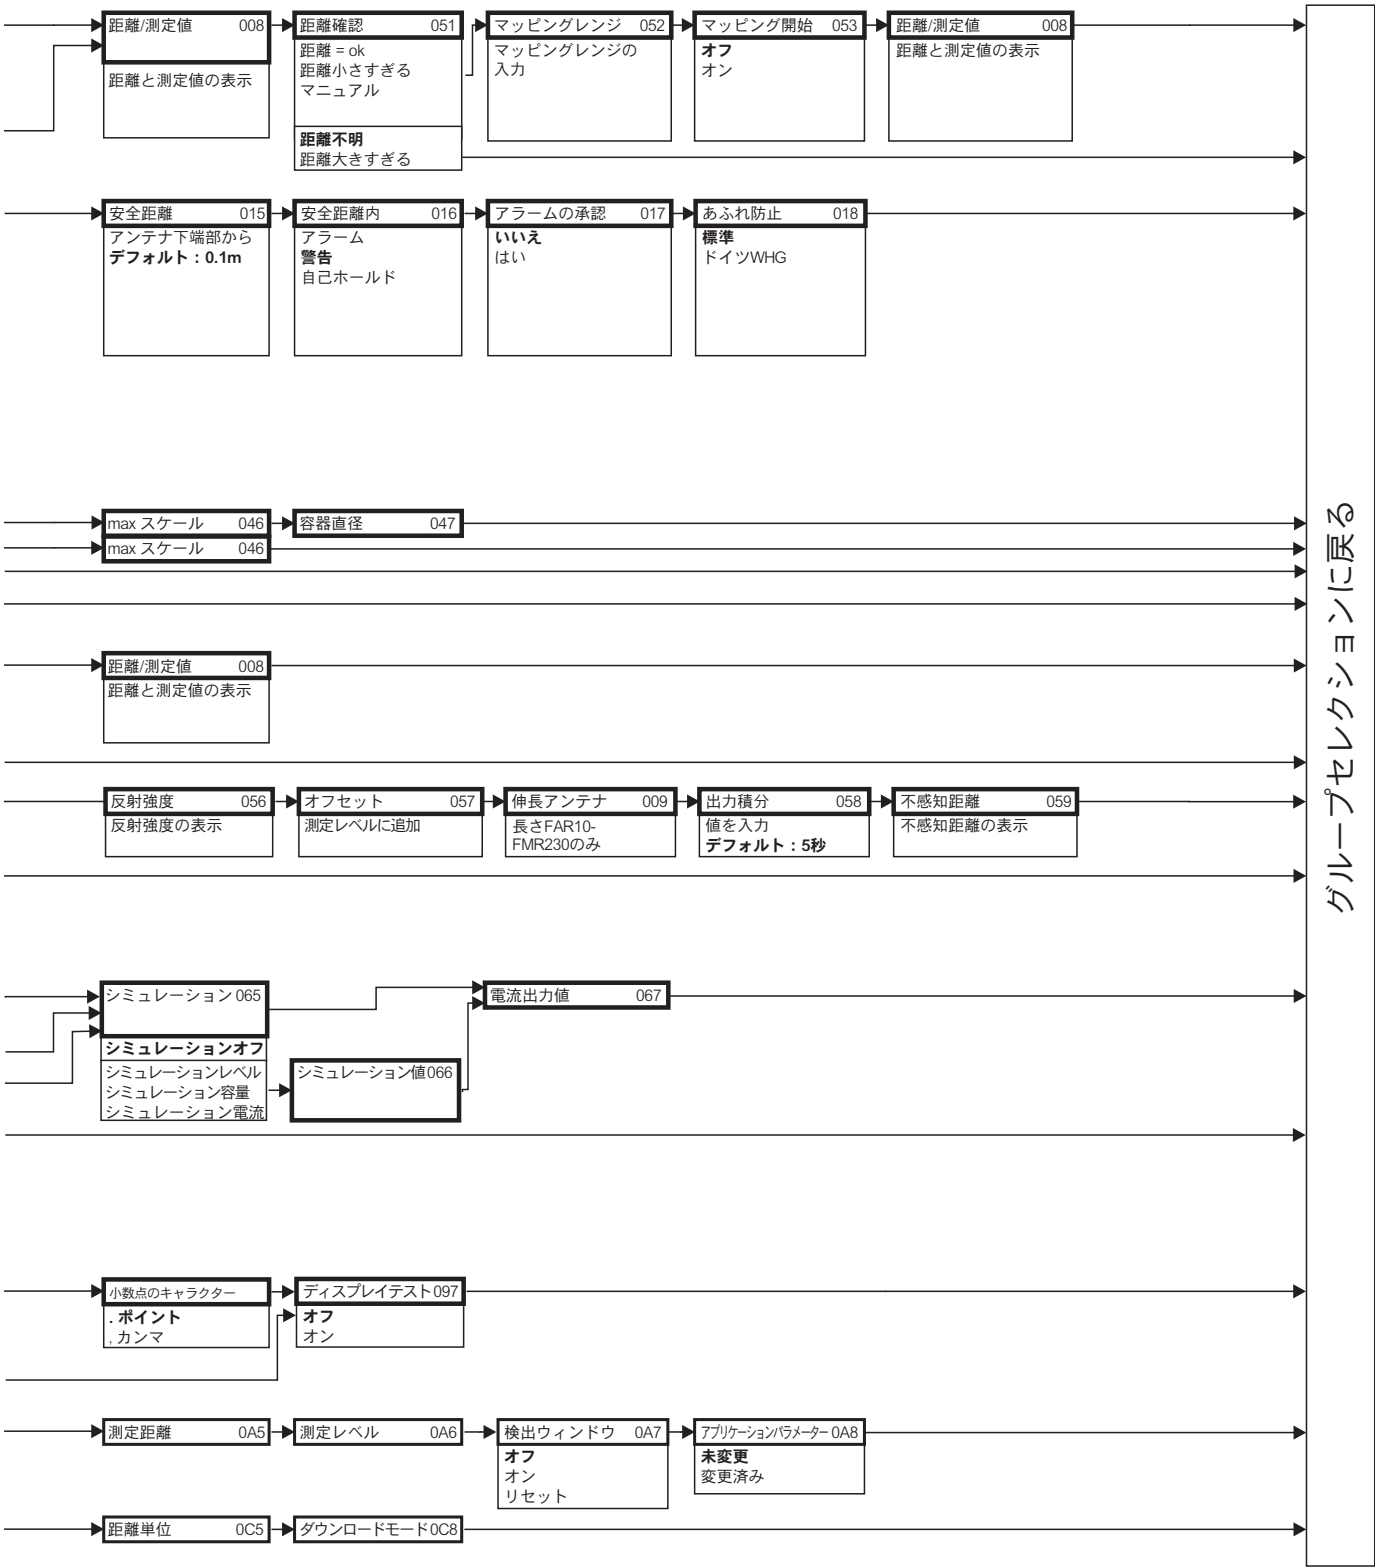 距離/測定値 008
距離と測定値の表示
距離確認 051
距離 = ok
距離小さすぎる
マニュアル
距離不明
距離大きすぎる
マッピングレンジ 052
マッピングレンジの
入力
マッピング開始 053
オフ
オン
距離/測定値 008
距離と測定値の表示
安全距離 015
アンテナ下端部から
デフォルト：0.1m
安全距離内 016
アラーム
警告
自己ホールド
アラームの承認 017
いいえ
はい
あふれ防止 018
標準
ドイツWHG
max スケール 046
容器直径 047
max スケール 046
距離/測定値 008
距離と測定値の表示
反射強度 056
反射強度の表示
オフセット 057
測定レベルに追加
伸長アンテナ 009
長さFAR10-
FMR230のみ
出力積分 058
値を入力
デフォルト：5秒
不感知距離 059
不感知距離の表示
シミュレーション 065
シミュレーションオフ
シミュレーションレベル
シミュレーション容量
シミュレーション電流
シミュレーション値066
電流出力値 067
小数点のキャラクター
. ポイント
, カンマ
ディスプレイテスト097
オフ
オン
測定距離 0A5
測定レベル 0A6
検出ウィンドウ 0A7
オフ
オン
リセット
アプリケーションパラメーター 0A8
未変更
変更済み
距離単位 0C5
ダウンロードモード0C8
グループセレクションに戻る